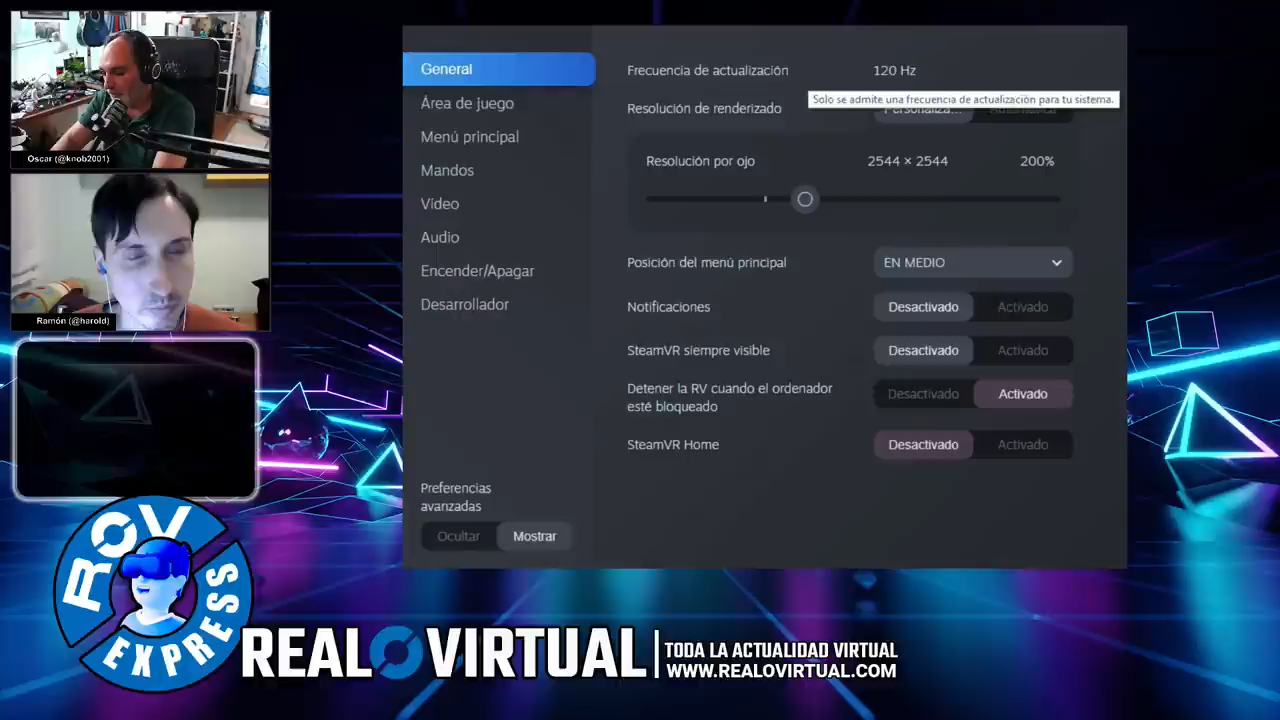 Oscar (@knob2001)
Ramón (@harold)
General
Área de juego
Menú principal
Mandos
Vídeo
Audio
Encender/Apagar
Desarrollador
Preferencias
avanzadas
Ocultar Mostrar
Frecuencia de actualización 120 Hz
Solo se admite una frecuencia de actualización para tu sistema.
Resolución de renderizado Personaliza...
Resolución por ojo 2544 × 2544 200%
Posición del menú principal EN MEDIO
Notificaciones Desactivado Activado
SteamVR siempre visible Desactivado Activado
Detener la RV cuando el ordenador
esté bloqueado Desactivado Activado
SteamVR Home Desactivado Activado
ROV
EXPRESS
REAL O VIRTUAL
TODA LA ACTUALIDAD VIRTUAL
WWW.REALOVIRTUAL.COM